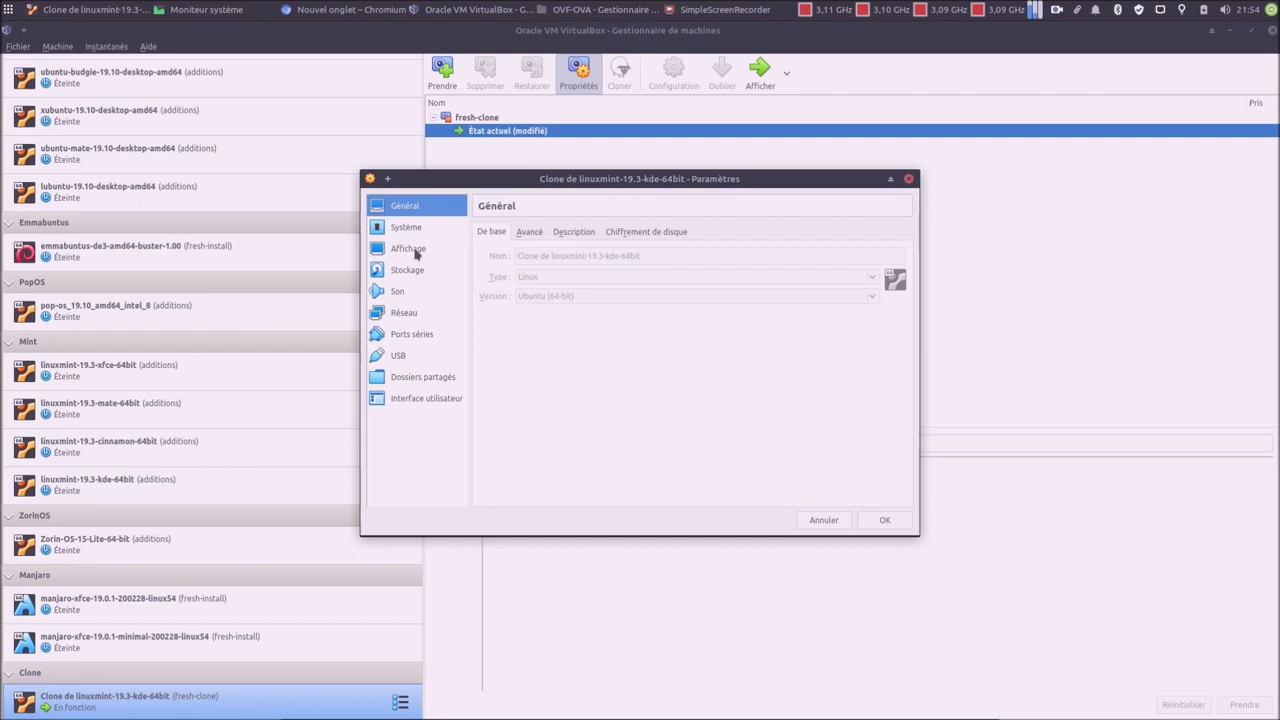 Clone de linuxmint-19.3-...
Moniteur système
Nouvel onglet – Chromium
Oracle VM VirtualBox - G...
OVF-OVA - Gestionnaire ...
SimpleScreenRecorder
3,11 GHz
3,10 GHz
3,09 GHz
3,09 GHz
21:54
Oracle VM VirtualBox - Gestionnaire de machines
Fichier Machine Instantanés Aide
ubuntu-budgie-19.10-desktop-amd64 (additions)
Éteinte
xubuntu-19.10-desktop-amd64 (additions)
Éteinte
ubuntu-mate-19.10-desktop-amd64 (additions)
Éteinte
lubuntu-19.10-desktop-amd64 (additions)
Éteinte
Emmabuntus
emmabuntus-de3-amd64-buster-1.00 (fresh-install)
Éteinte
PopOS
pop-os_19.10_amd64_intel_8 (additions)
Éteinte
Mint
linuxmint-19.3-xfce-64bit (additions)
Éteinte
linuxmint-19.3-mate-64bit (additions)
Éteinte
linuxmint-19.3-cinnamon-64bit (additions)
Éteinte
linuxmint-19.3-kde-64bit (additions)
Éteinte
ZorinOS
Zorin-OS-15-Lite-64-bit (additions)
Éteinte
Manjaro
manjaro-xfce-19.0.1-200228-linux54 (fresh-install)
Éteinte
manjaro-xfce-19.0.1-minimal-200228-linux54 (fresh-install)
Éteinte
Clone
Clone de linuxmint-19.3-kde-64bit (fresh-clone)
En fonction
Prendre Supprimer Restaurer Propriétés Cloner Configuration Oublier Afficher
Nom Pris
fresh-clone
État actuel (modifié)
Clone de linuxmint-19.3-kde-64bit - Paramètres
Général
Système
Affichage
Stockage
Son
Réseau
Ports séries
USB
Dossiers partagés
Interface utilisateur
Général
De base Avancé Description Chiffrement de disque
Nom : Clone de linuxmint-19.3-kde-64bit
Type : Linux
Version : Ubuntu (64-bit)
Annuler OK
Réinitialiser Prendre